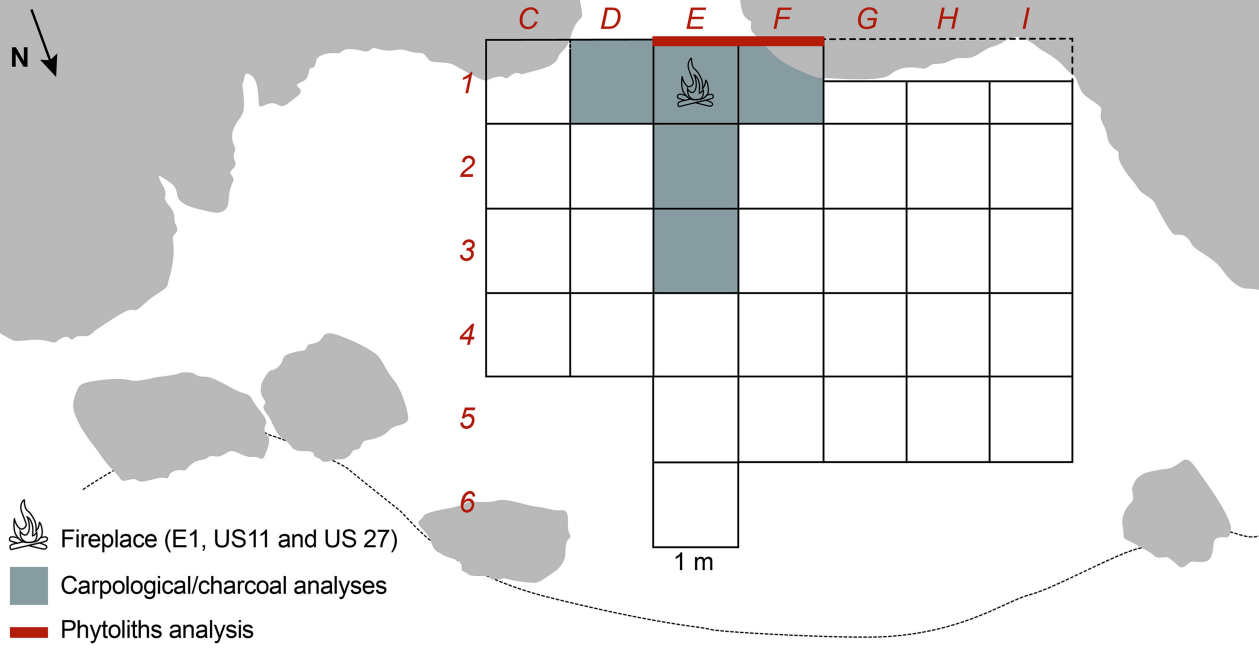 C D E F G H I
N
1
2
3
4
5
6
1 m
Fireplace (E1, US11 and US 27)
Carpological/charcoal analyses
Phytoliths analysis